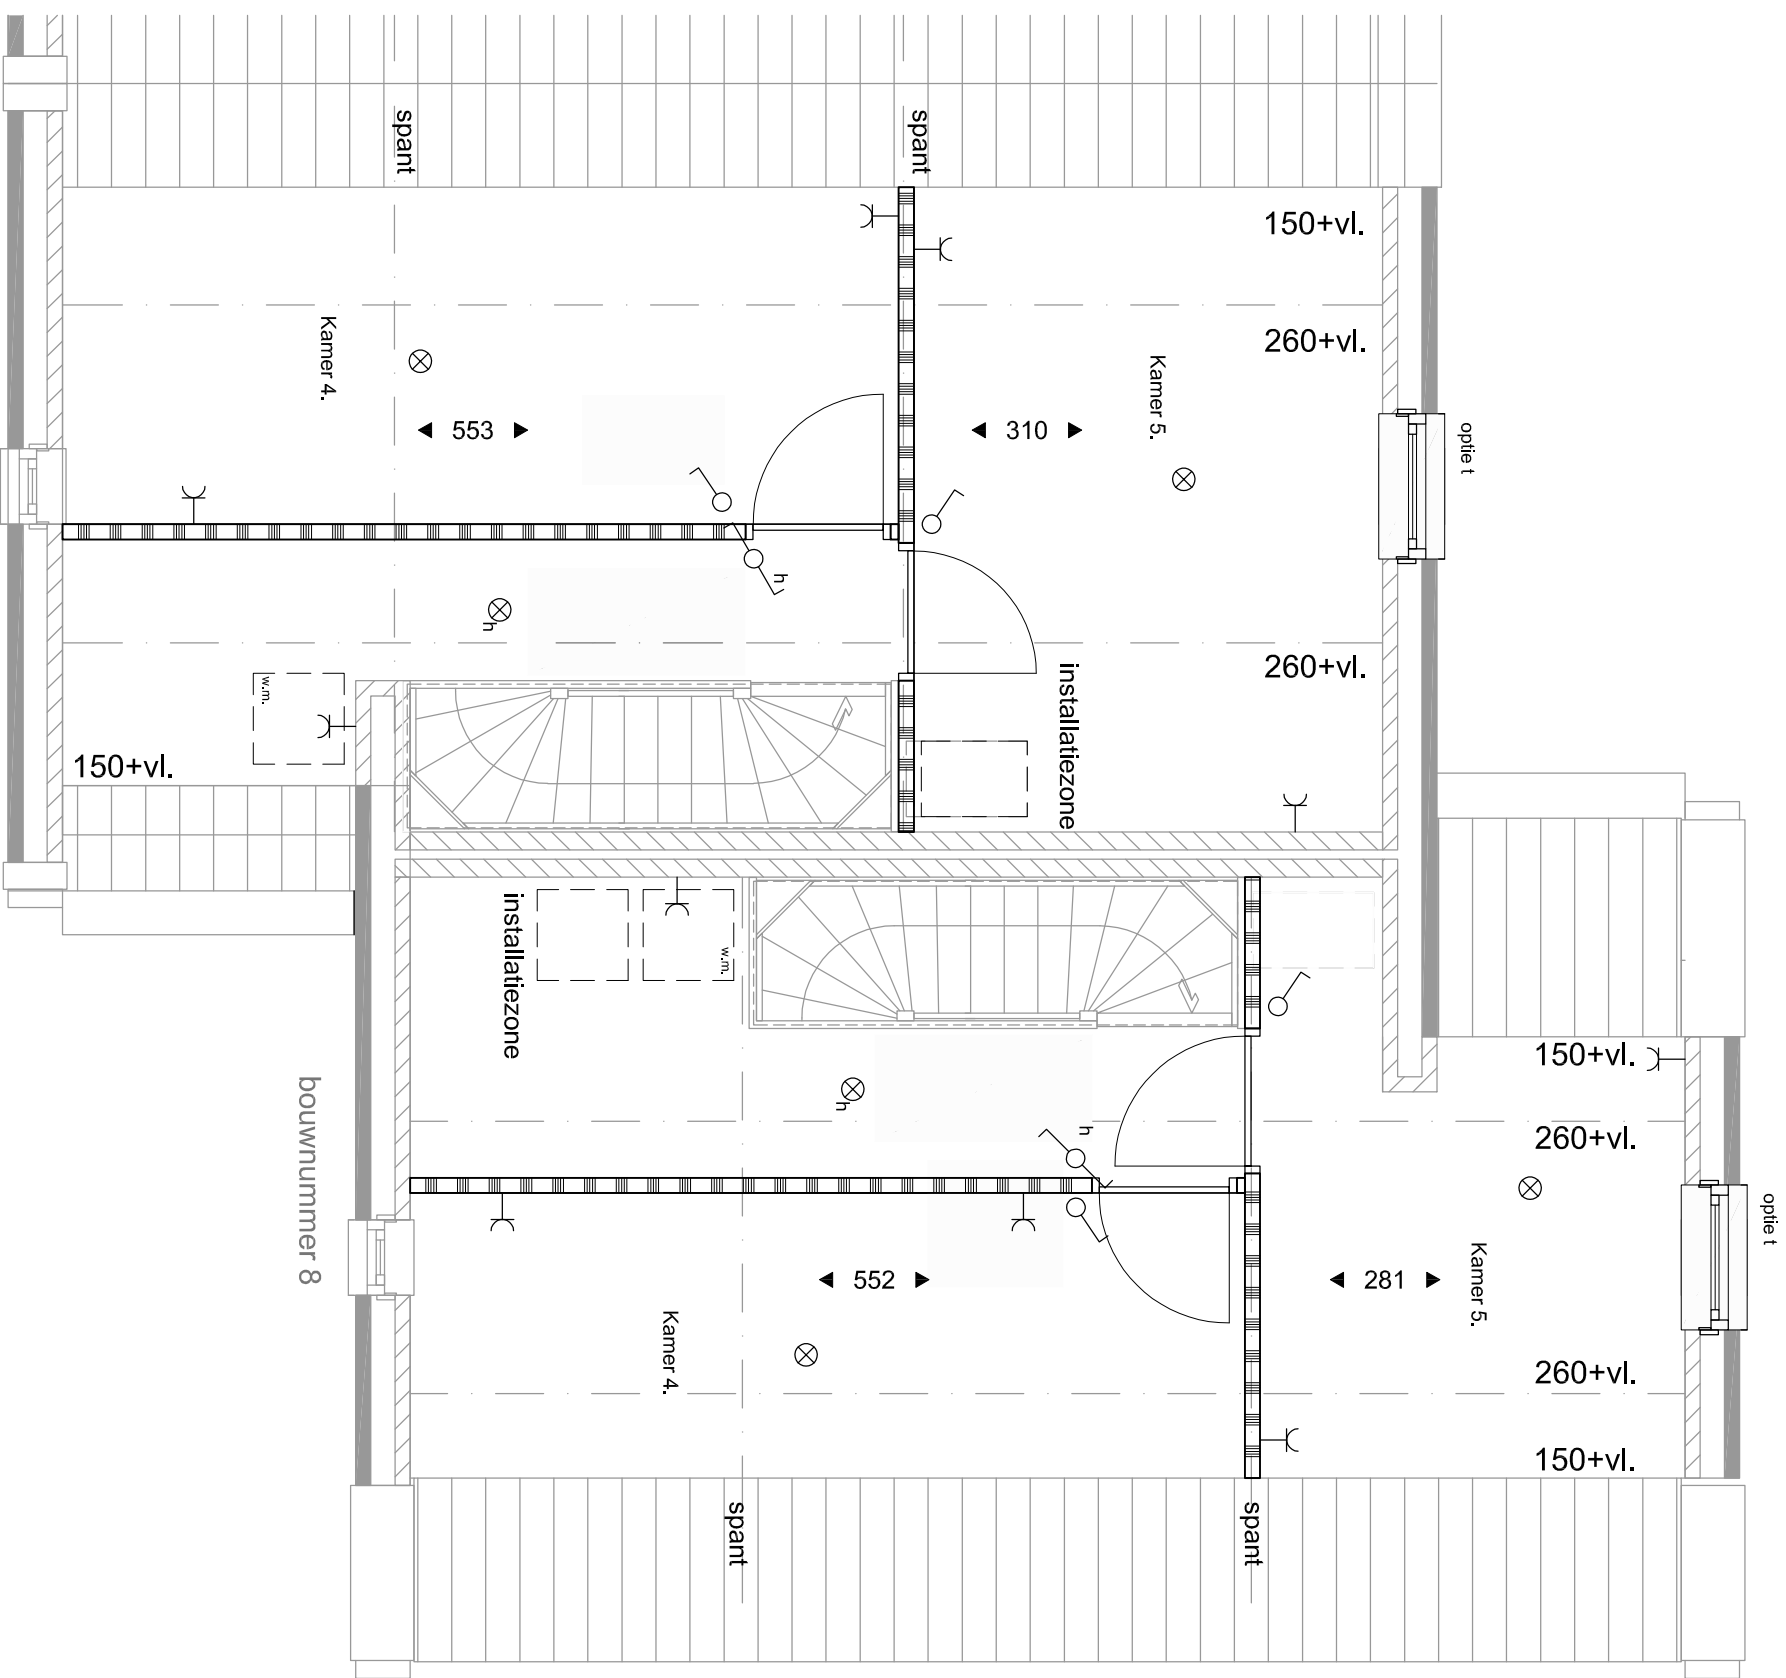 spant
spant
150+vl.
260+vl.
Kamer 4.
Kamer 5.
553
310
optie t
h
h
260+vl.
installatiezone
w.m.
150+vl.
installatiezone
w.m.
150+vl.
h
h
260+vl.
bouwnummer 8
optie t
552
281
Kamer 5.
Kamer 4.
260+vl.
150+vl.
spant
spant